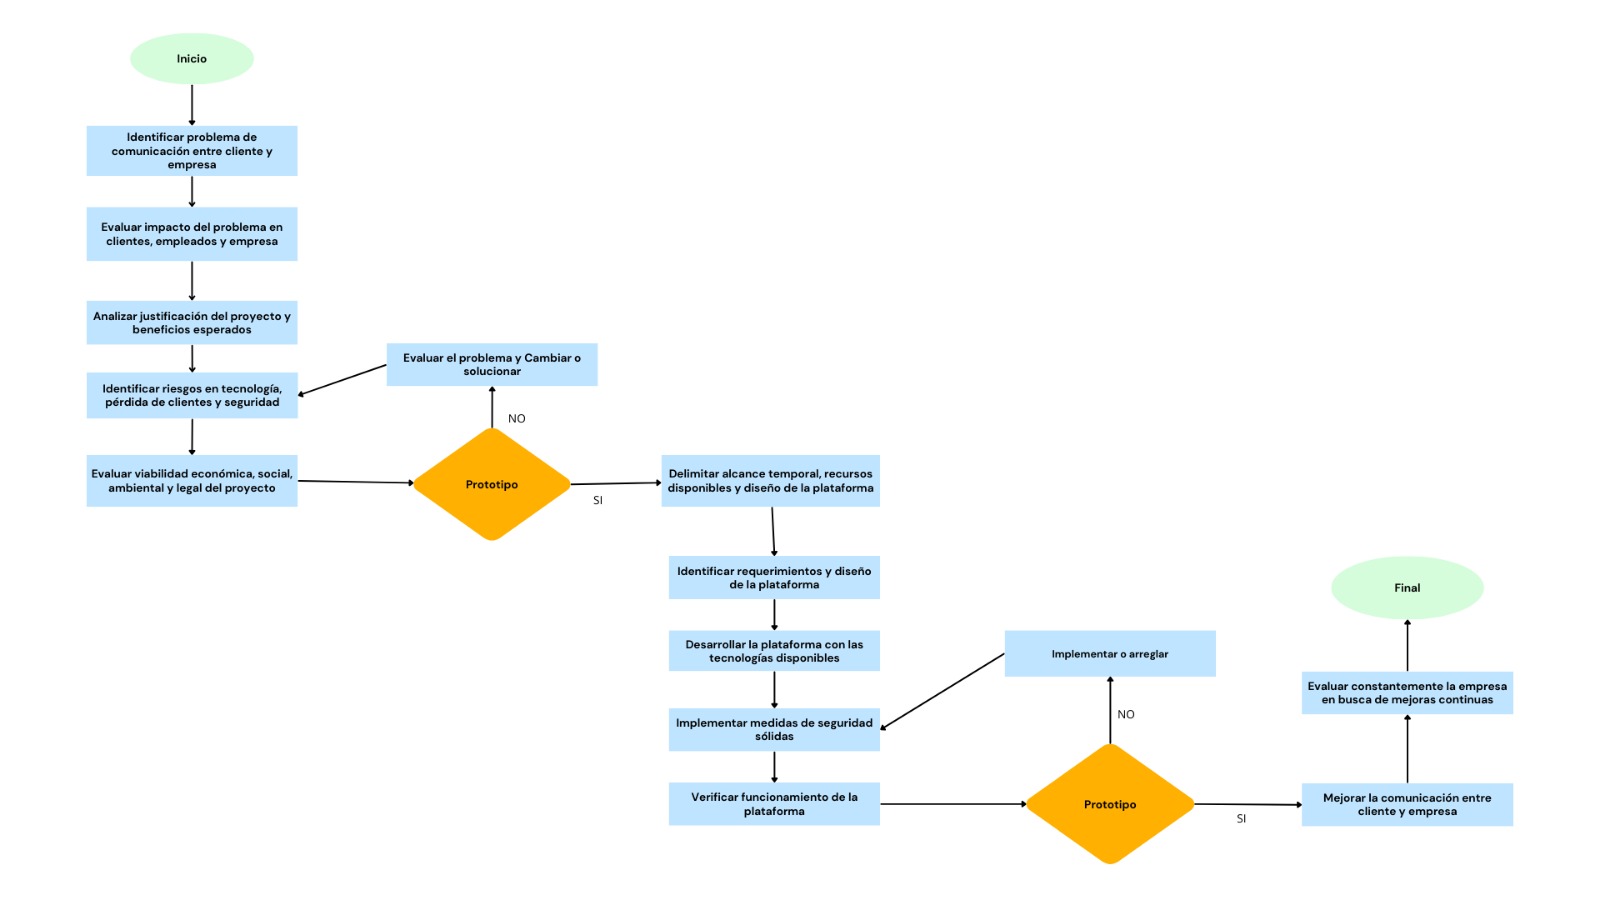 Inicio
Identificar problema de
comunicación entre cliente y
empresa
Evaluar impacto del problema en
clientes, empleados y empresa
Analizar justificación del proyecto y
beneficios esperados
Identificar riesgos en tecnología,
pérdida de clientes y seguridad
Evaluar viabilidad económica, social,
ambiental y legal del proyecto
Evaluar el problema y Cambiar o
solucionar
NO
Prototipo
SI
Delimitar alcance temporal, recursos
disponibles y diseño de la plataforma
Identificar requerimientos y diseño
de la plataforma
Desarrollar la plataforma con las
tecnologías disponibles
Implementar medidas de seguridad
sólidas
Verificar funcionamiento de la
plataforma
Implementar o arreglar
NO
Prototipo
SI
Mejorar la comunicación entre
cliente y empresa
Evaluar constantemente la empresa
en busca de mejoras continuas
Final